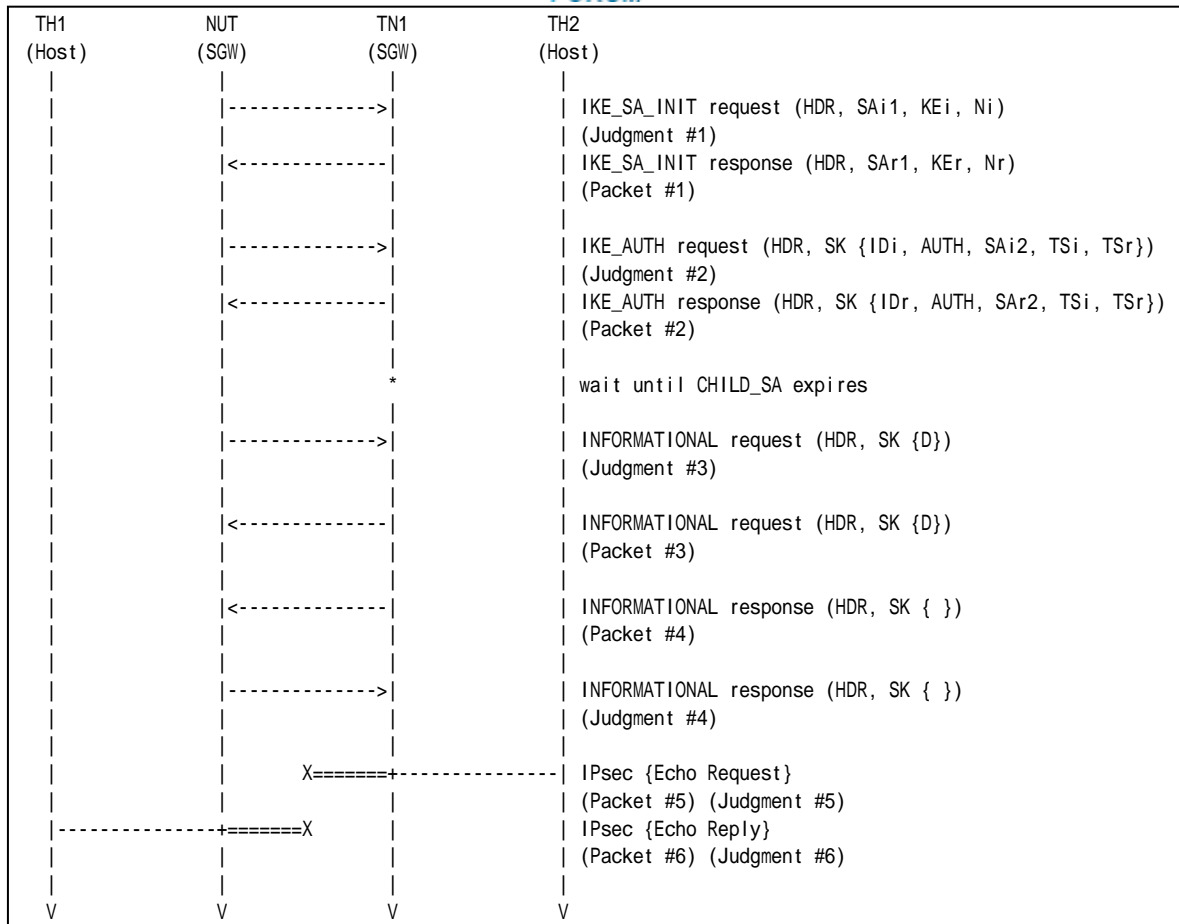 TH1 NUT TN1 TH2
(Host) (SGW) (SGW) (Host)
IKE_SA_INIT request (HDR, SAi1, KEi, Ni)
(Judgment #1)
IKE_SA_INIT response (HDR, SAr1, KEr, Nr)
(Packet #1)
IKE_AUTH request (HDR, SK {IDi, AUTH, SAi2, TSi, TSr})
(Judgment #2)
IKE_AUTH response (HDR, SK {IDr, AUTH, SAr2, TSi, TSr})
(Packet #2)
* wait until CHILD_SA expires
INFORMATIONAL request (HDR, SK {D})
(Judgment #3)
INFORMATIONAL request (HDR, SK {D})
(Packet #3)
INFORMATIONAL response (HDR, SK { })
(Packet #4)
INFORMATIONAL response (HDR, SK { })
(Judgment #4)
X=======+---------------| IPsec {Echo Request}
(Packet #5) (Judgment #5)
|---------------+=======X IPsec {Echo Reply}
(Packet #6) (Judgment #6)
V V V V